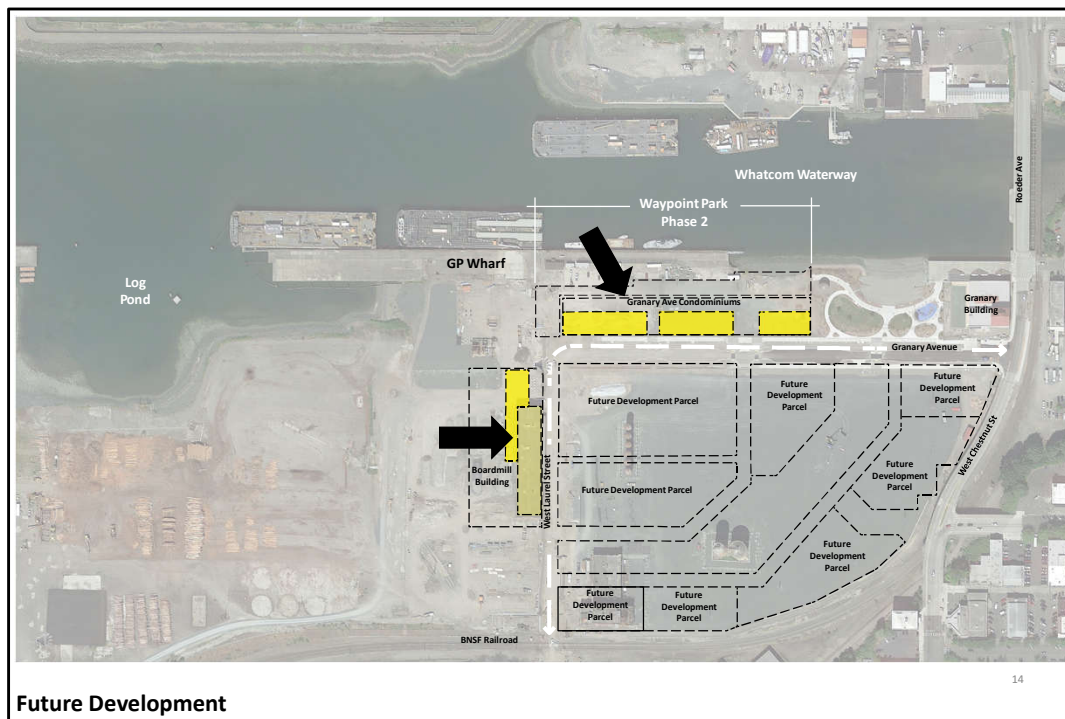 Whatcom Waterway
Roeder Ave
Waypoint Park
Phase 2
GP Wharf
Log
Pond
Granary Ave Condominiums
Granary
Building
Granary Avenue
Future Development Parcel
Future
Development
Parcel
Future
Development
Parcel
West Chestnut St
Boardmill
Building
West Laurel Street
Future Development Parcel
Future
Development
Parcel
Future
Development
Parcel
Future
Development
Parcel
Future
Development
Parcel
BNSF Railroad
14
Future Development